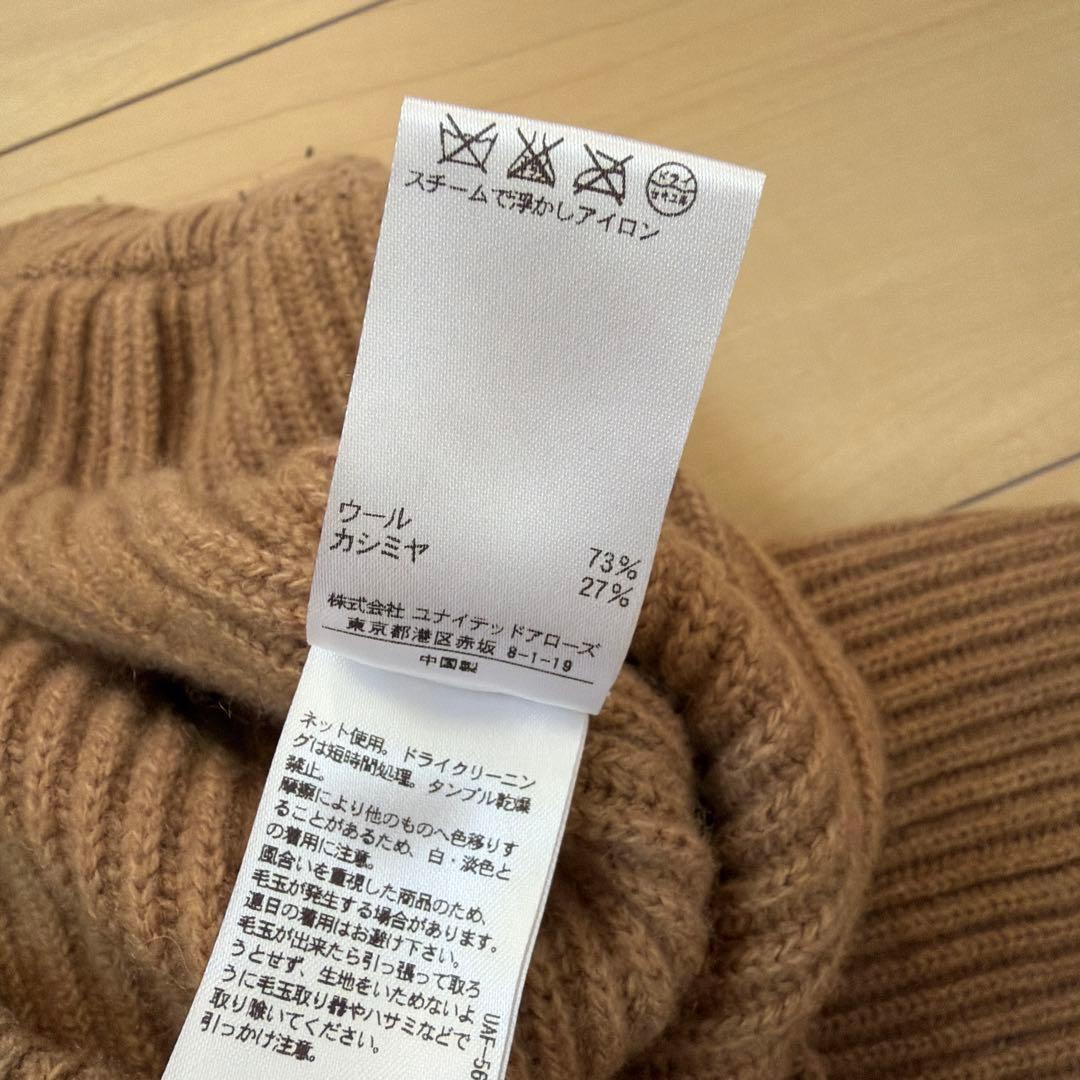 ドライ
セキユ系
スチームで浮かしアイロン
ウール 73%
カシミヤ 27%
株式会社 ユナイテッドアローズ
東京都港区赤坂 8-1-19
中国製
ネット使用。ドライクリーニン
グは短時間処理。タンブル乾燥
禁止。
摩擦により他のものへ色移りす
ることがあるため、白・淡色と
の着用に注意。
風合いを重視した商品のため、
毛玉が発生する場合があります。
連日の着用はお避け下さい。
毛玉が出来たら引っ張って取ろ
うとせず、生地をいためないよ
うに毛玉取り器やハサミなどで
取り除いてください。
引っかけ注意。
UAF-56